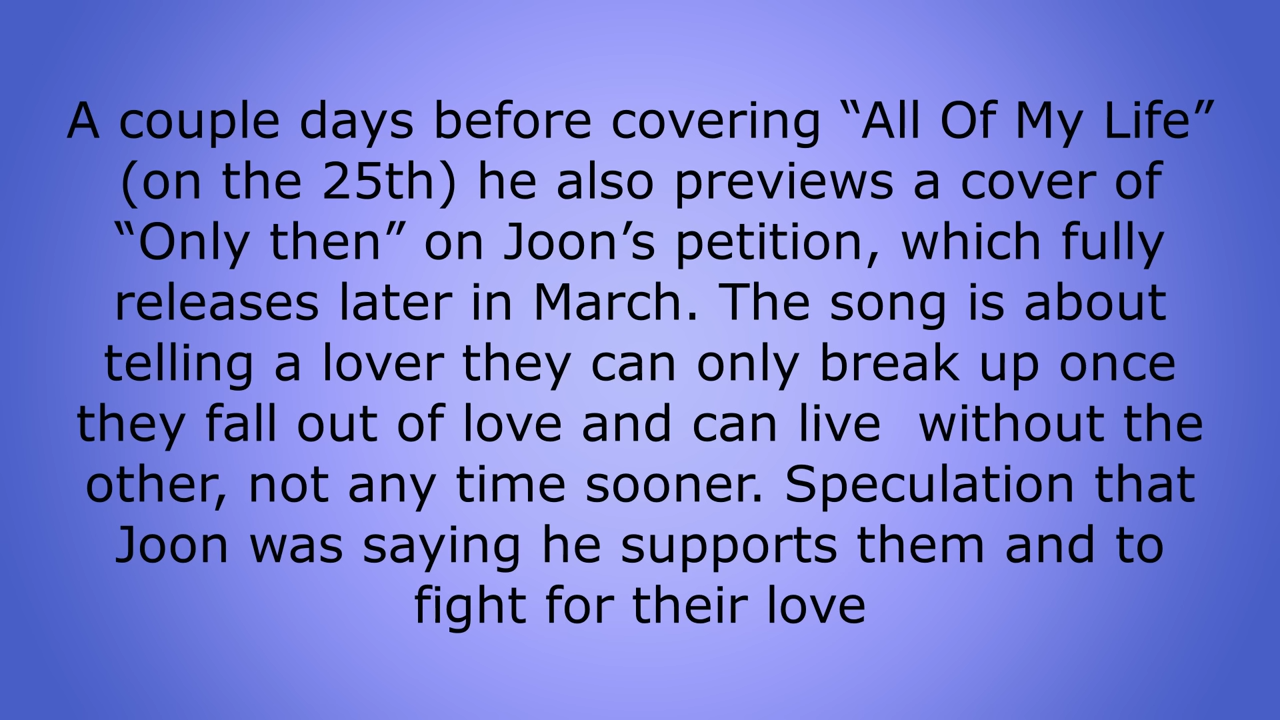 A couple days before covering “All Of My Life”
(on the 25th) he also previews a cover of
“Only then” on Joon’s petition, which fully
releases later in March. The song is about
telling a lover they can only break up once
they fall out of love and can live  without the
other, not any time sooner. Speculation that
Joon was saying he supports them and to
fight for their love